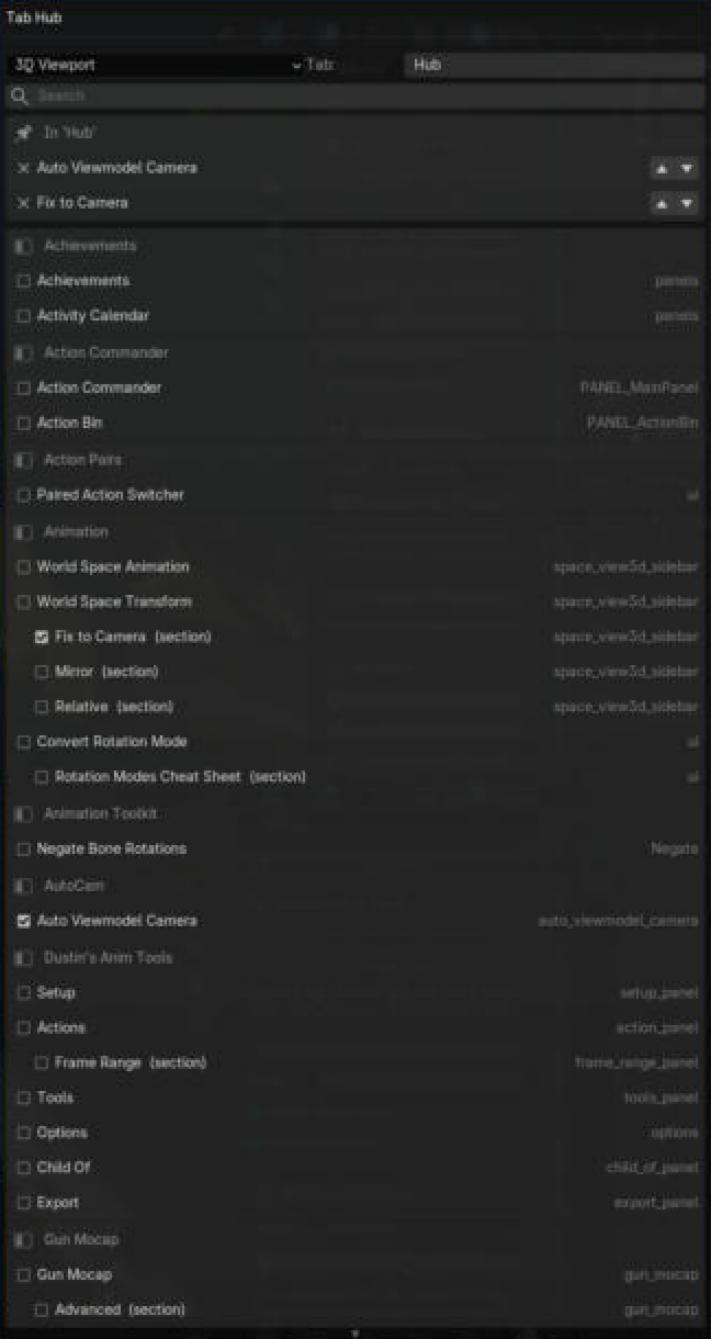 Tab Hub
3D Viewport Tab: Hub
Search
In 'Hub'
Auto Viewmodel Camera
Fix to Camera
Achievements
Achievements panels
Activity Calendar panels
Action Commander
Action Commander PANEL_MainPanel
Action Bin PANEL_ActionBin
Action Pairs
Paired Action Switcher ui
Animation
World Space Animation space_view3d_sidebar
World Space Transform space_view3d_sidebar
Fix to Camera (section) space_view3d_sidebar
Mirror (section) space_view3d_sidebar
Relative (section) space_view3d_sidebar
Convert Rotation Mode ui
Rotation Modes Cheat Sheet (section) ui
Animation Toolkit
Negate Bone Rotations Negate
AutoCam
Auto Viewmodel Camera auto_viewmodel_camera
Dustin's Anim Tools
Setup setup_panel
Actions action_panel
Frame Range (section) frame_range_panel
Tools tools_panel
Options options
Child Of child_of_panel
Export export_panel
Gun Mocap
Gun Mocap gun_mocap
Advanced (section) gun_mocap